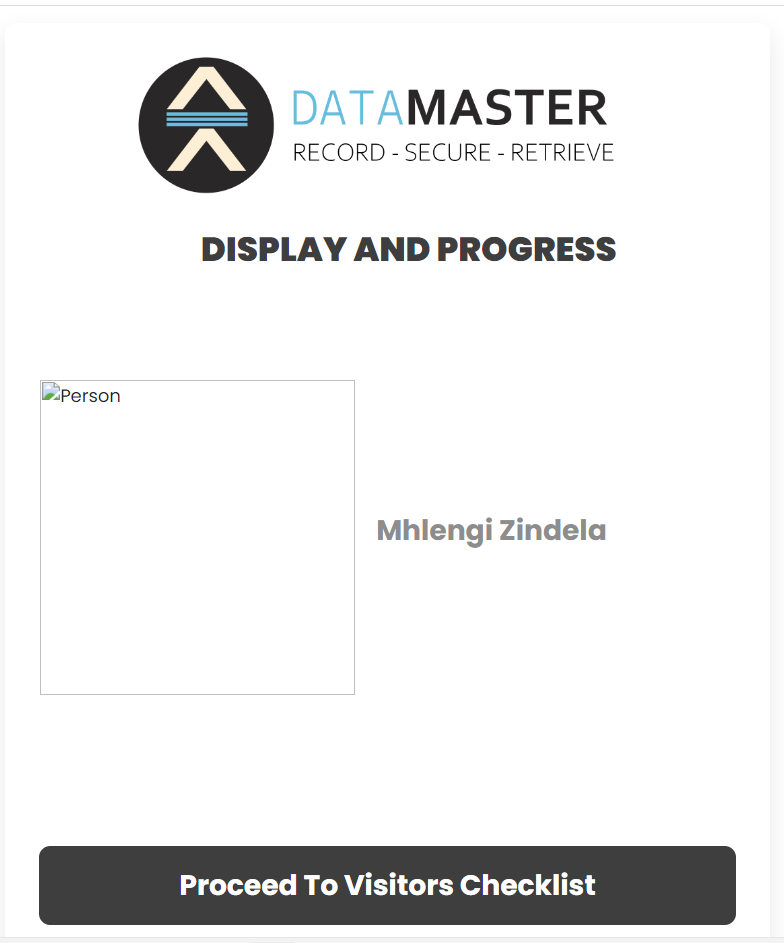 DATAMASTER
RECORD - SECURE - RETRIEVE
DISPLAY AND PROGRESS
Person
Mhlengi Zindela
Proceed To Visitors Checklist